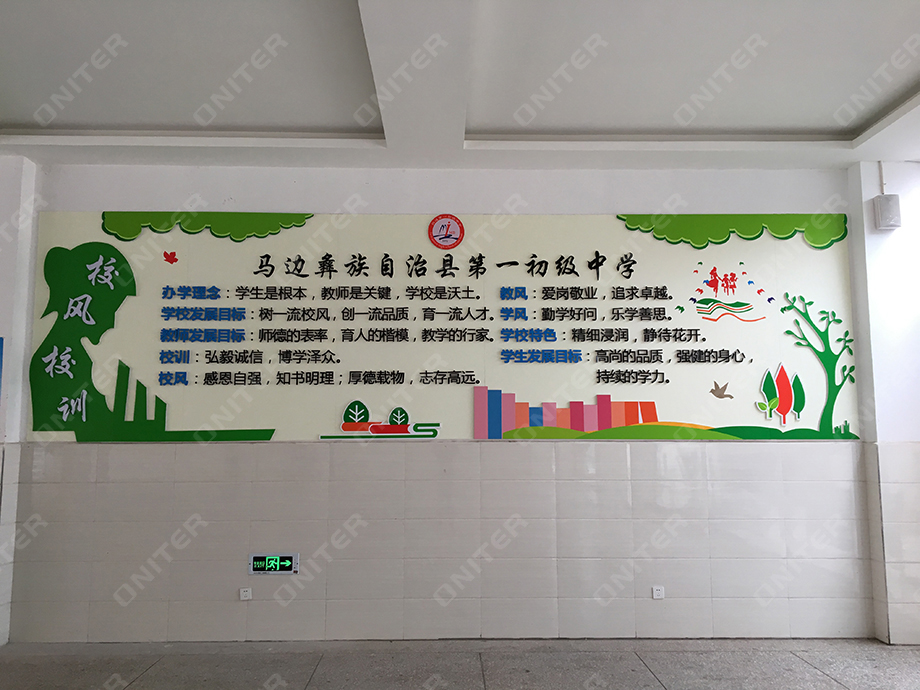 校风校训
马边彝族自治县第一初级中学
办学理念：学生是根本，教师是关键，学校是沃土。
学校发展目标：树一流校风，创一流品质，育一流人才。
教师发展目标：师德的表率，育人的楷模，教学的行家。
校训：弘毅诚信，博学泽众。
校风：感恩自强，知书明理；厚德载物，志存高远。
教风：爱岗敬业，追求卓越。
学风：勤学好问，乐学善思。
学校特色：精细浸润，静待花开。
学生发展目标：高尚的品质，强健的身心，
持续的学力。
ONITER